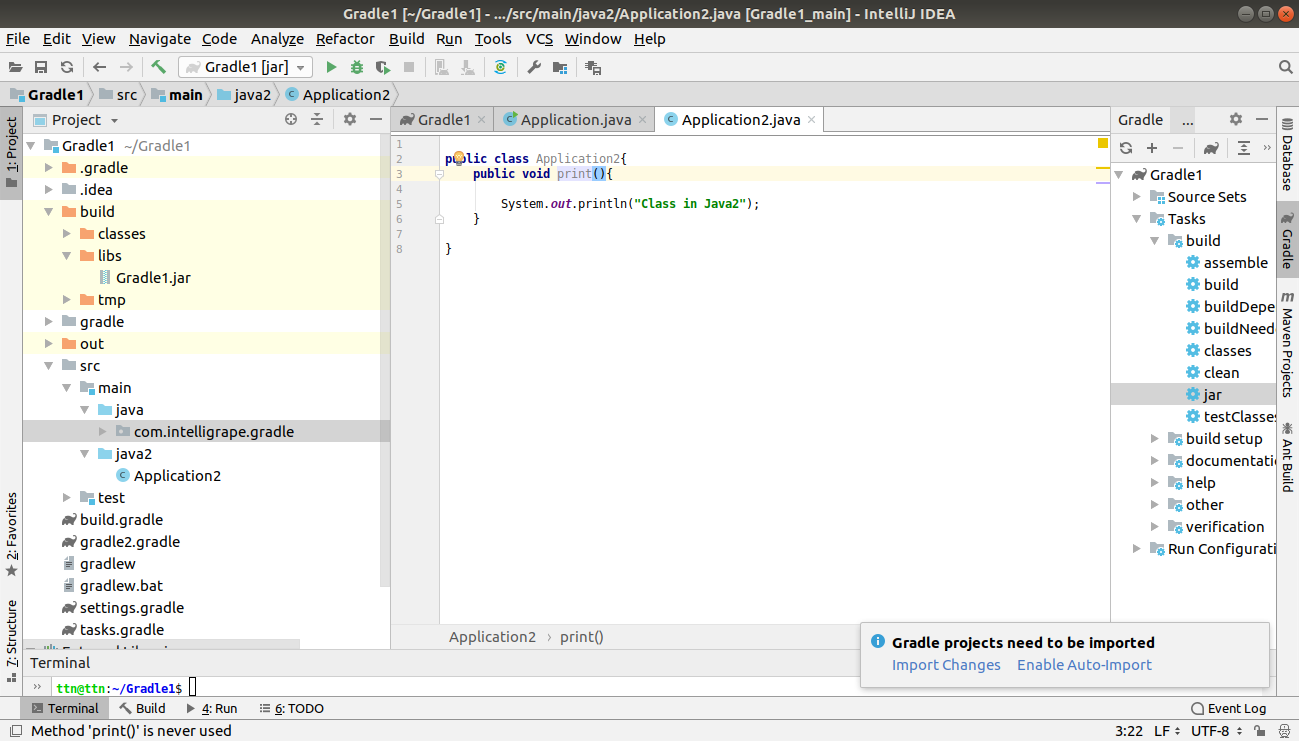 Gradle1 [~/Gradle1] - .../src/main/java2/Application2.java [Gradle1_main] - IntelliJ IDEA
File Edit View Navigate Code Analyze Refactor Build Run Tools VCS Window Help
Gradle1 [jar]
Gradle1 src main java2 Application2
1: Project
2: Favorites
7: Structure
Project
Gradle1 ~/Gradle1
.gradle
.idea
build
classes
libs
Gradle1.jar
tmp
gradle
out
src
main
java
com.intelligrape.gradle
java2
Application2
test
build.gradle
gradle2.gradle
gradlew
gradlew.bat
settings.gradle
tasks.gradle
Gradle1 Application.java Application2.java
1
2 public class Application2{
3 public void print(){
4
5 System.out.println("Class in Java2");
6 }
7
8 }
Application2 › print()
Gradle ...
Gradle1
Source Sets
Tasks
build
assemble
build
buildDepe
buildNeed
classes
clean
jar
testClasses
build setup
documentatio
help
other
verification
Run Configurati
Database
Gradle
m Maven Projects
Ant Build
Gradle projects need to be imported
Import Changes Enable Auto-Import
Terminal
ttn@ttn:~/Gradle1$
Terminal Build 4: Run 6: TODO Event Log
Method 'print()' is never used 3:22 LF UTF-8